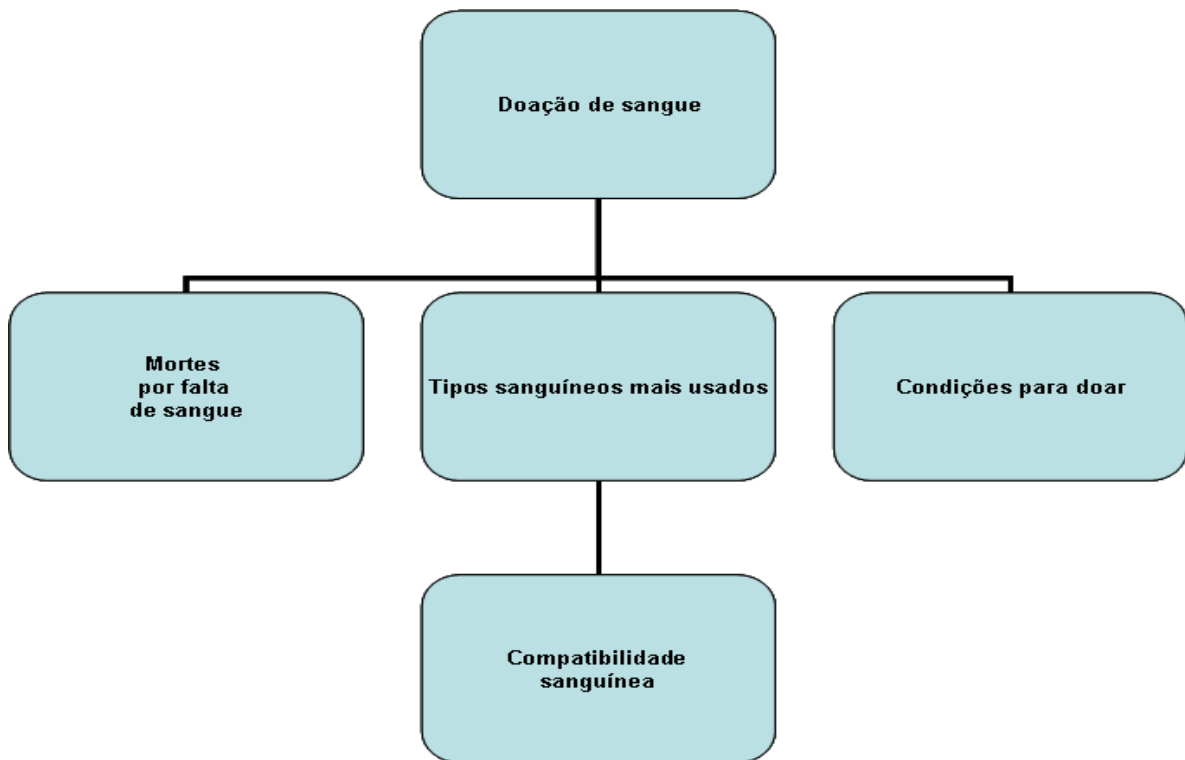 Doação de sangue
Mortes
por falta
de sangue
Tipos sanguíneos mais usados
Condições para doar
Compatibilidade
sanguínea